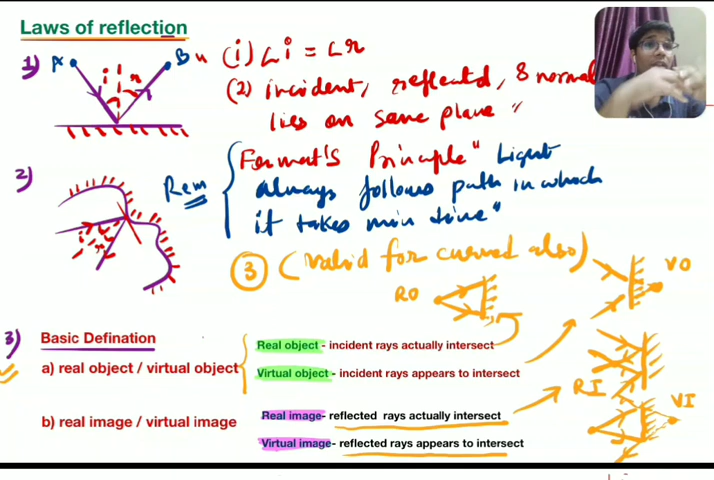 Laws of reflection
1) A i r B " (i) ∠i = ∠r
(2) incident, reflectd, & normal
lies on same plane "
2) i r Rem Format's Principle " Light
always follows path in which
it takes min time"
③ (valid for curved also)
RO VO
3) Basic Defination
a) real object / virtual object
Real object - incident rays actually intersect
Virtual object - incident rays appears to intersect
RI VI
b) real image / virtual image
Real image- reflected rays actually intersect
Virtual image- reflected rays appears to intersect